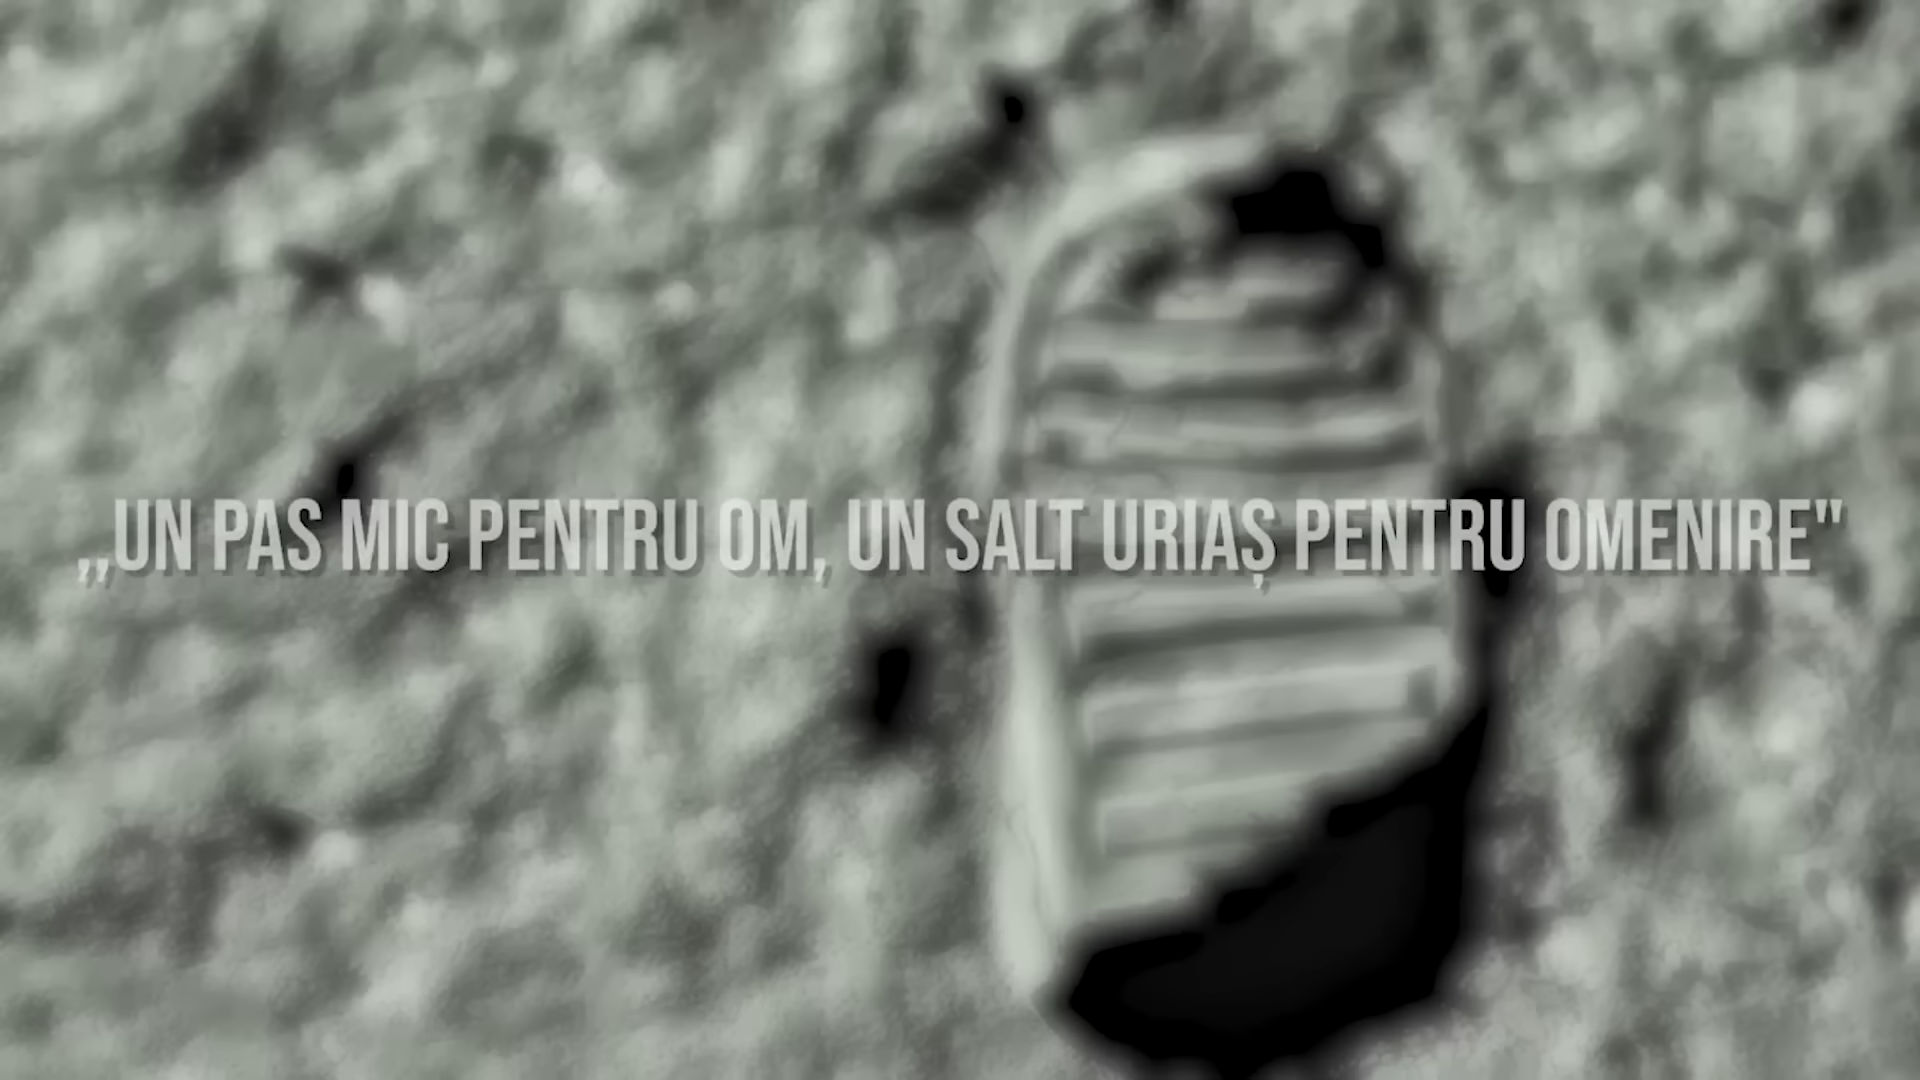 ,,UN PAS MIC PENTRU OM, UN SALT URIAȘ PENTRU OMENIRE"